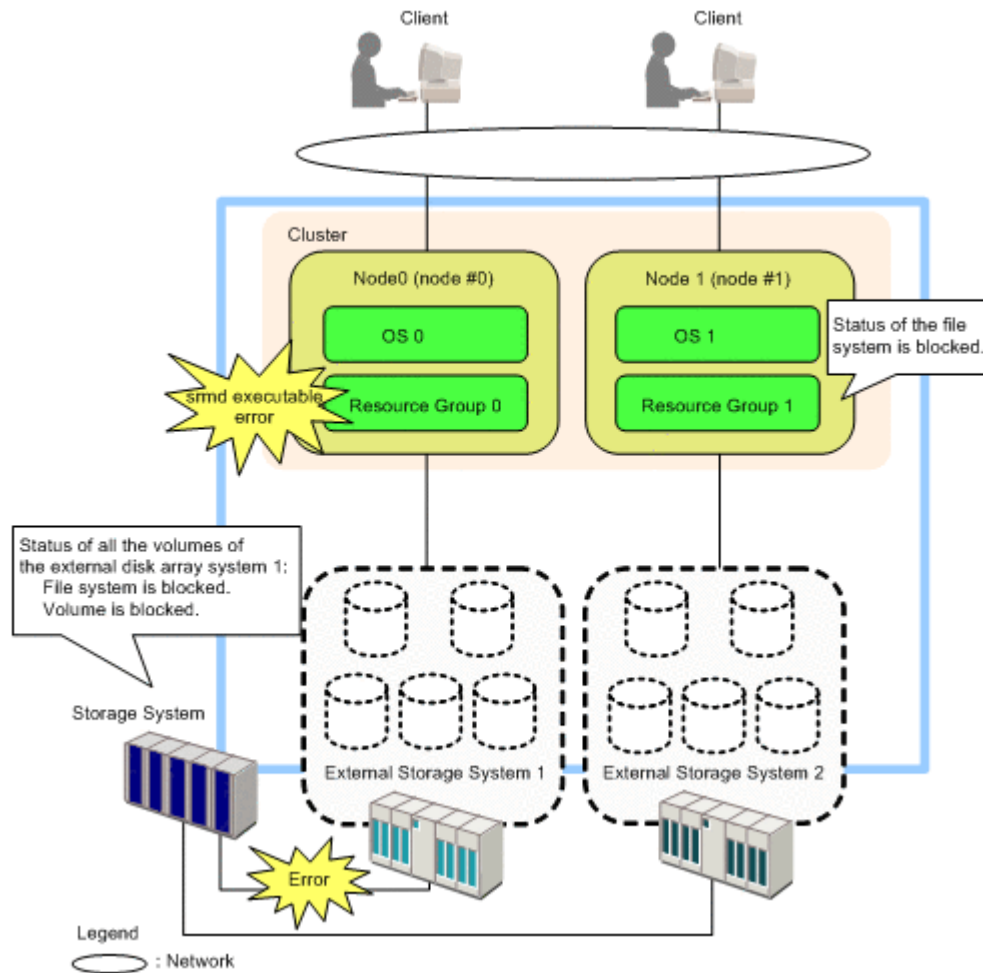 Client
Client
Cluster
Node0 (node #0)
Node 1 (node #1)
OS 0
OS 1
Status of the file
system is blocked.
srmd executable
error
Resource Group 0
Resource Group 1
Status of all the volumes of
the external disk array system 1:
File system is blocked.
Volume is blocked.
Storage System
External Storage System 1
External Storage System 2
Error
Legend
: Network